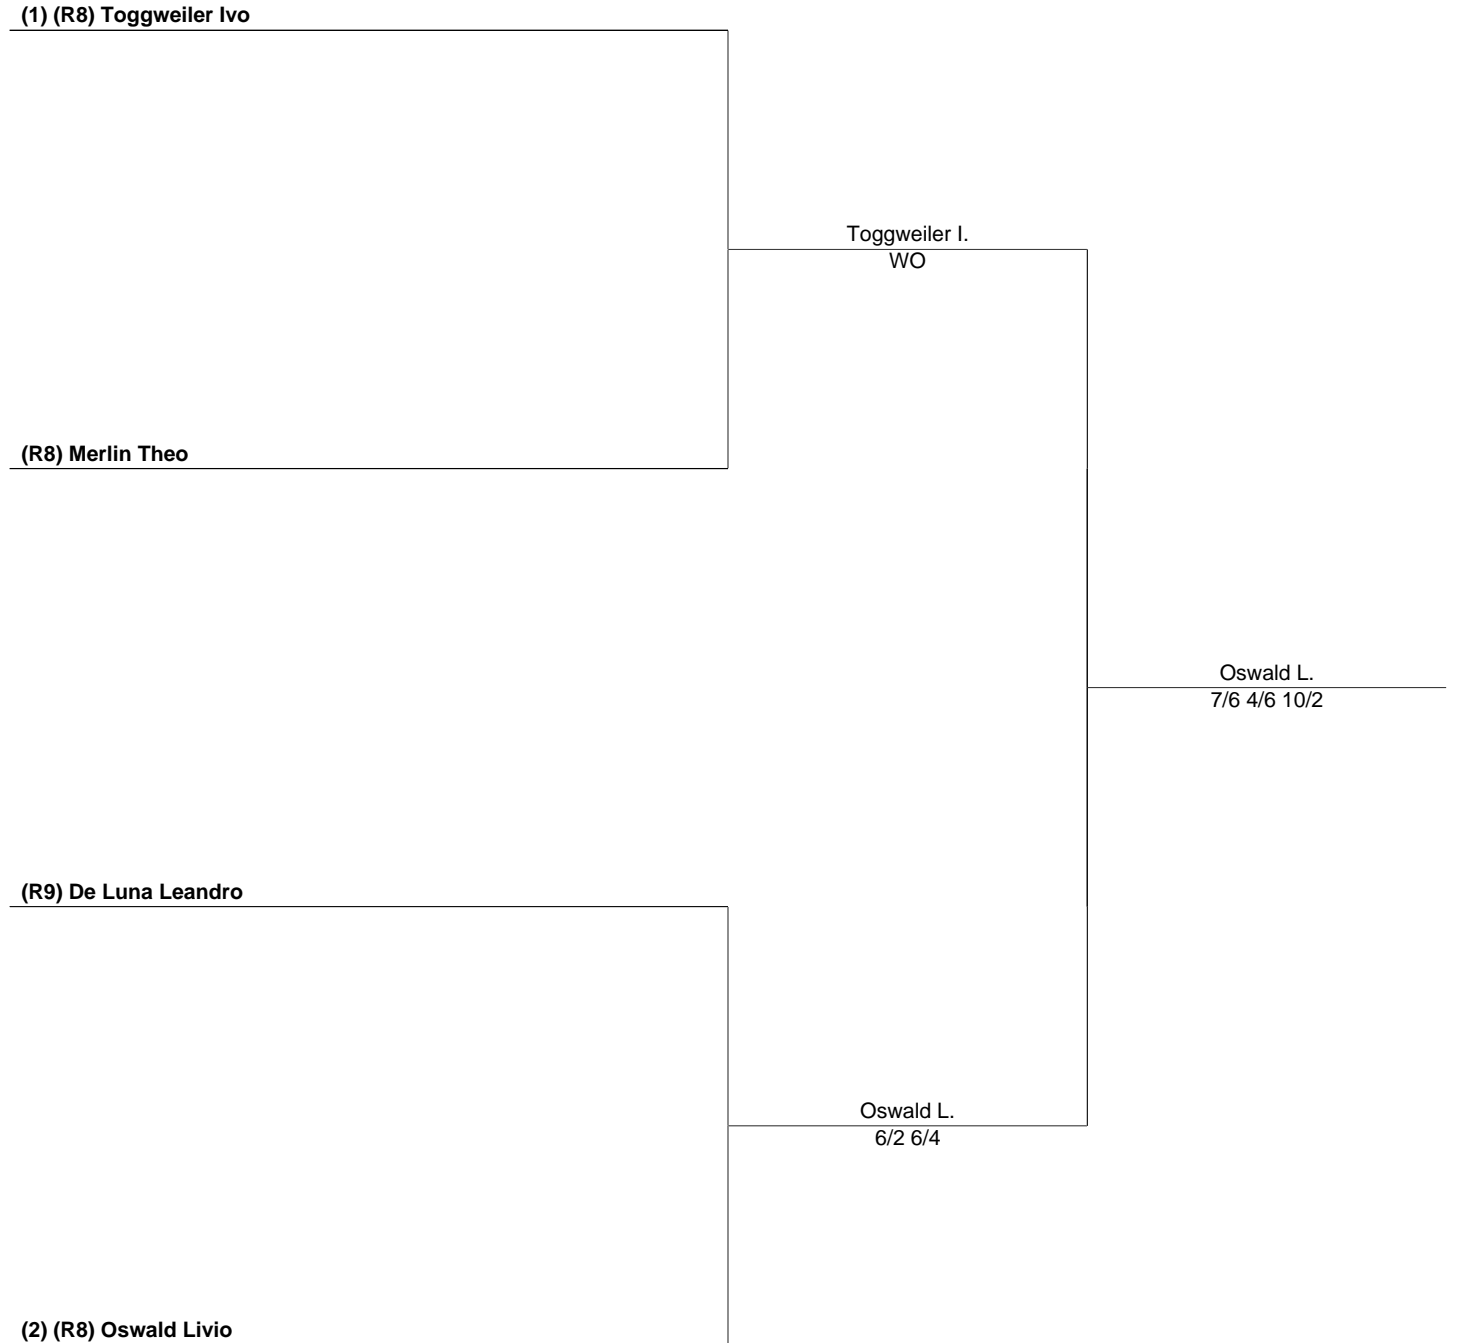 (1) (R8) Toggweiler Ivo
Toggweiler I.
WO
(R8) Merlin Theo
Oswald L.
7/6 4/6 10/2
(R9) De Luna Leandro
Oswald L.
6/2 6/4
(2) (R8) Oswald Livio